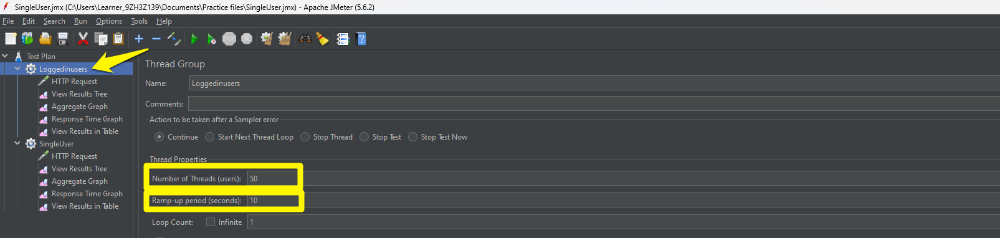 SingleUser.jmx (C:\Users\Learner_9ZH3Z139\Documents\Practice files\SingleUser.jmx) - Apache JMeter (5.6.2)
File Edit Search Run Options Tools Help
STOP
Test Plan
Loggedinusers
HTTP Request
View Results Tree
Aggregate Graph
Response Time Graph
View Results in Table
SingleUser
HTTP Request
View Results Tree
Aggregate Graph
Response Time Graph
View Results in Table
Thread Group
Name: Loggedinusers
Comments:
Action to be taken after a Sampler error
Continue Start Next Thread Loop Stop Thread Stop Test Stop Test Now
Thread Properties
Number of Threads (users): 50
Ramp-up period (seconds): 10
Loop Count: Infinite 1